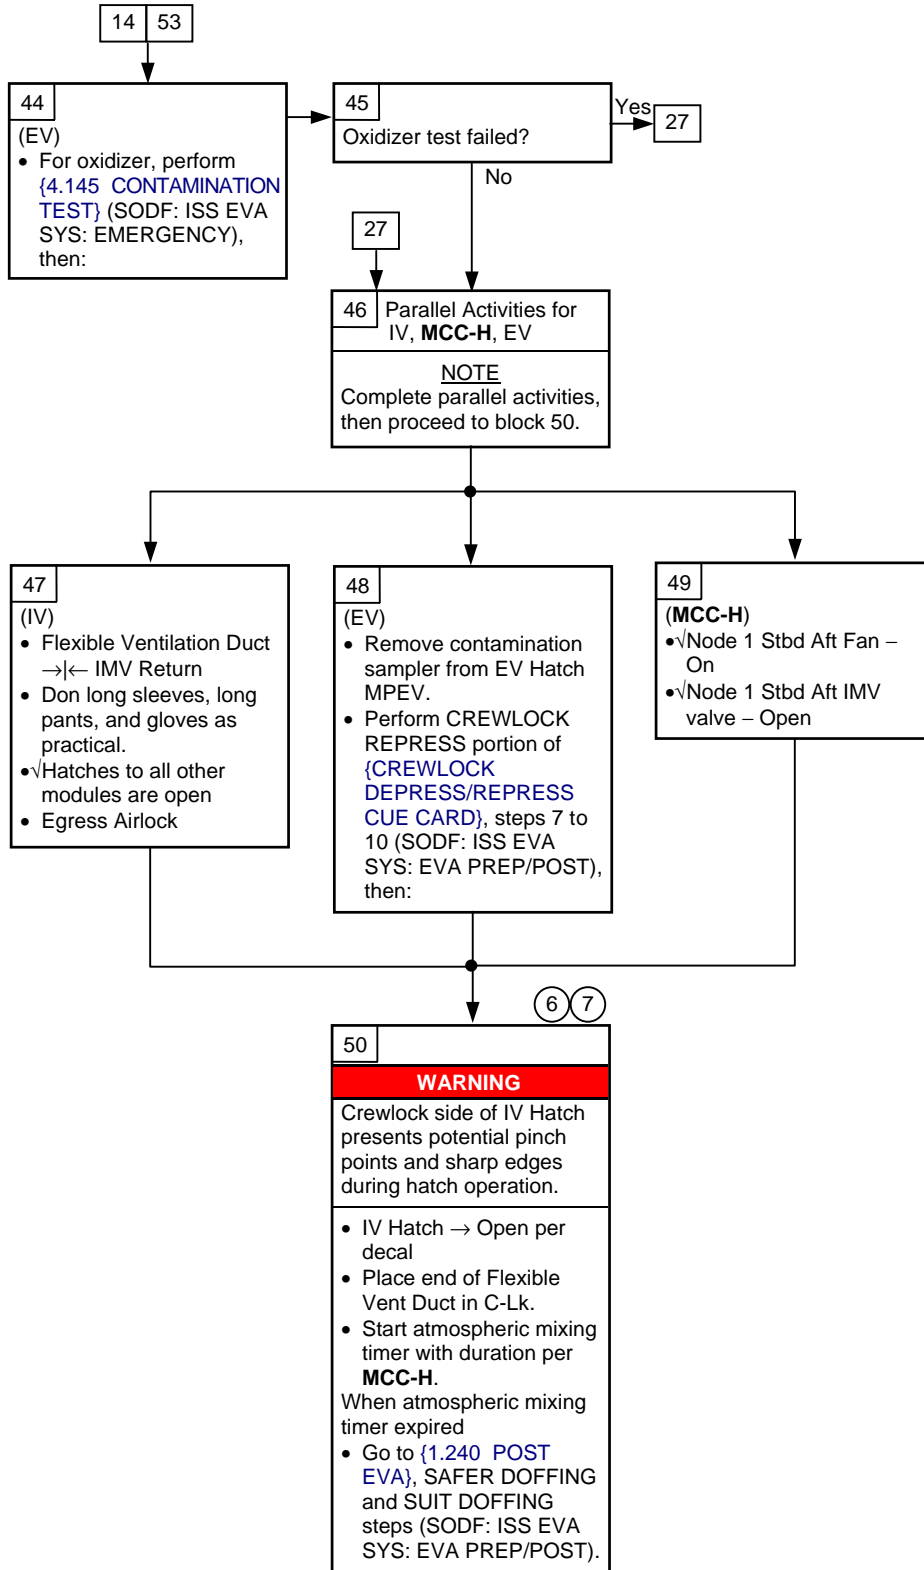 14 53
44
(EV)
• For oxidizer, perform
{4.145 CONTAMINATION
TEST} (SODF: ISS EVA
SYS: EMERGENCY),
then:
45
Oxidizer test failed?
Yes
27
No
27
46 Parallel Activities for
IV, MCC-H, EV
NOTE
Complete parallel activities,
then proceed to block 50.
47
(IV)
• Flexible Ventilation Duct
→|← IMV Return
• Don long sleeves, long
pants, and gloves as
practical.
•√Hatches to all other
modules are open
• Egress Airlock
48
(EV)
• Remove contamination
sampler from EV Hatch
MPEV.
• Perform CREWLOCK
REPRESS portion of
{CREWLOCK
DEPRESS/REPRESS
CUE CARD}, steps 7 to
10 (SODF: ISS EVA
SYS: EVA PREP/POST),
then:
49
(MCC-H)
•√Node 1 Stbd Aft Fan –
On
•√Node 1 Stbd Aft IMV
valve – Open
6 7
50
WARNING
Crewlock side of IV Hatch
presents potential pinch
points and sharp edges
during hatch operation.
• IV Hatch → Open per
decal
• Place end of Flexible
Vent Duct in C-Lk.
• Start atmospheric mixing
timer with duration per
MCC-H.
When atmospheric mixing
timer expired
• Go to {1.240 POST
EVA}, SAFER DOFFING
and SUIT DOFFING
steps (SODF: ISS EVA
SYS: EVA PREP/POST).